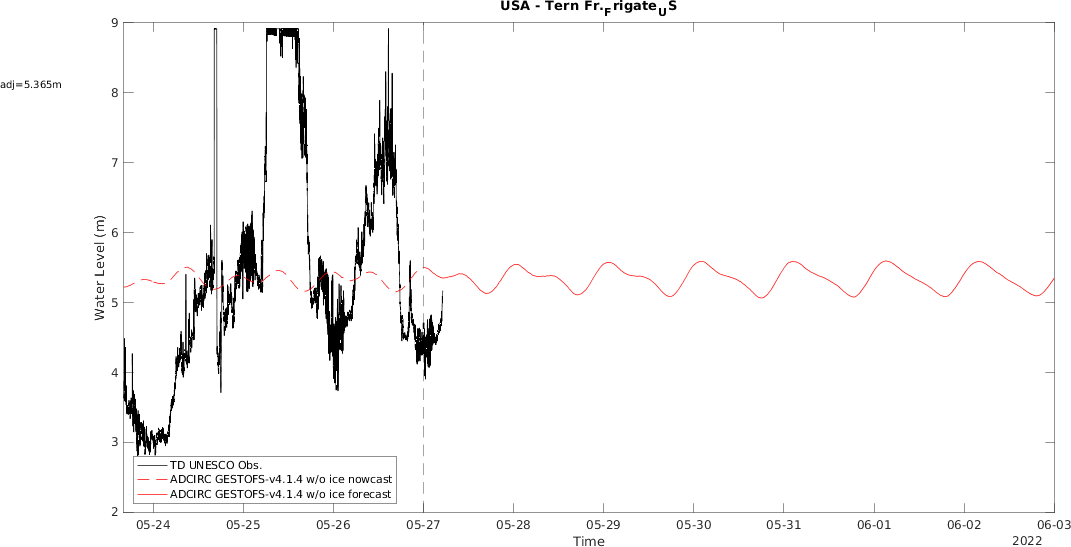 USA - Tern Fr.FrigateUS
adj=5.365m
Water Level (m)
9
8
7
6
5
4
3
2
TD UNESCO Obs.
ADCIRC GESTOFS-v4.1.4 w/o ice nowcast
ADCIRC GESTOFS-v4.1.4 w/o ice forecast
05-24 05-25 05-26 05-27 05-28 05-29 05-30 05-31 06-01 06-02 06-03
Time
2022